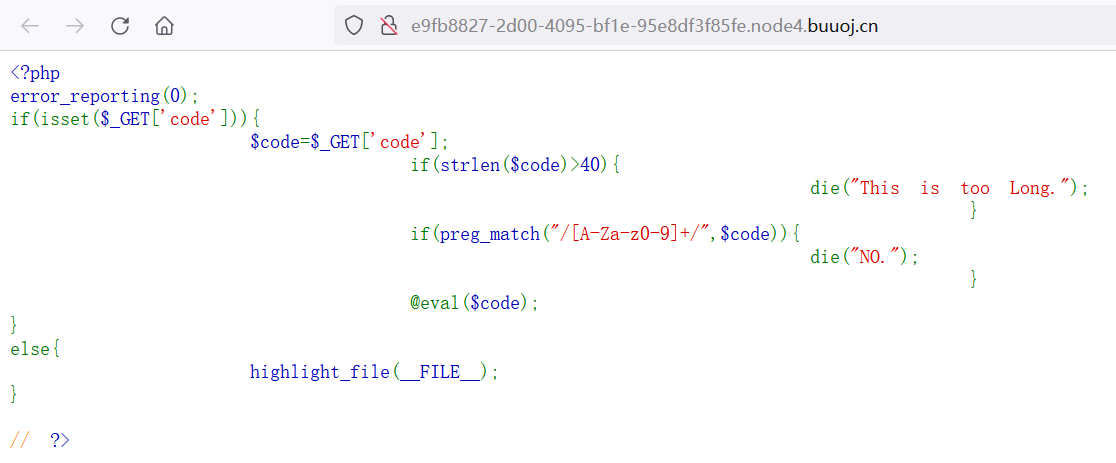 e9fb8827-2d00-4095-bf1e-95e8df3f85fe.node4.buuoj.cn
<?php
error_reporting(0);
if(isset($_GET['code'])){
$code=$_GET['code'];
if(strlen($code)>40){
die("This is too Long.");
}
if(preg_match("/[A-Za-z0-9]+/",$code)){
die("NO.");
}
@eval($code);
}
else{
highlight_file(__FILE__);
}
// ?>